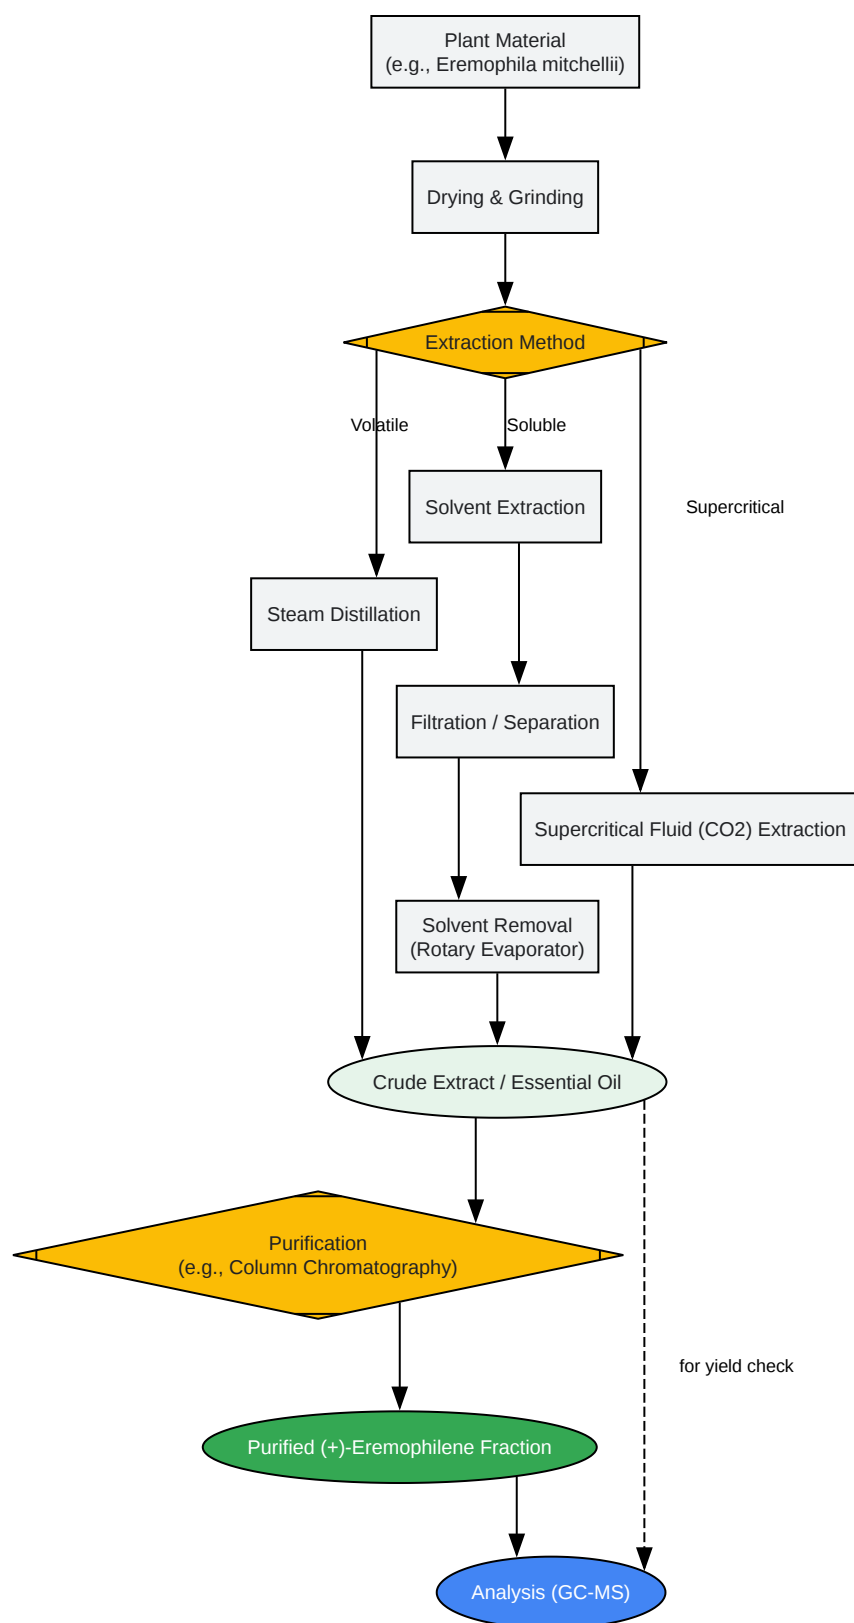 Plant Material
(e.g., Eremophila mitchellii)
Drying & Grinding
Extraction Method
Volatile
Soluble
Solvent Extraction
Supercritical
Steam Distillation
Filtration / Separation
Supercritical Fluid (CO2) Extraction
Solvent Removal
(Rotary Evaporator)
Crude Extract / Essential Oil
Purification
(e.g., Column Chromatography)
for yield check
Purified (+)-Eremophilene Fraction
Analysis (GC-MS)